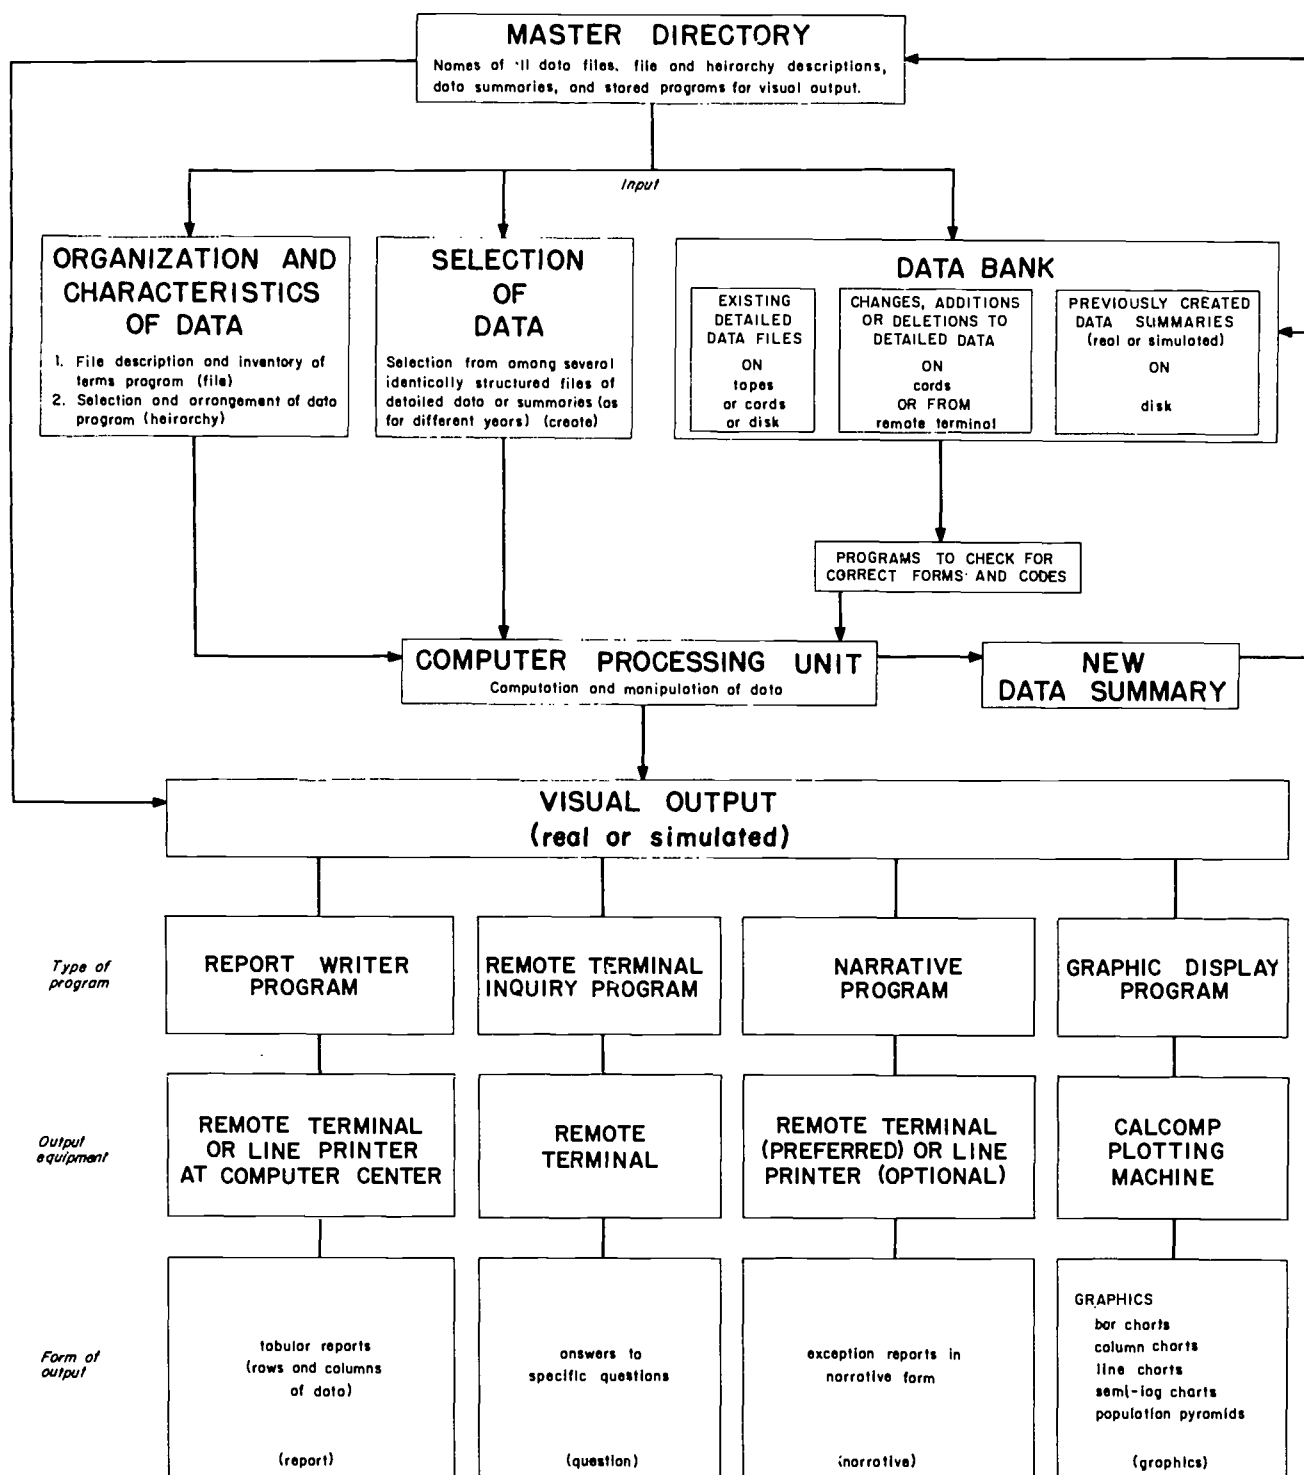 MASTER DIRECTORY
Names of all data files, file and heirarchy descriptions,
data summaries, and stored programs for visual output.
Input
ORGANIZATION AND
CHARACTERISTICS
OF DATA
1. File description and inventory of
terms program (file)
2. Selection and arrangement of data
program (heirarchy)
SELECTION
OF
DATA
Selection from among several
identically structured files of
detailed data or summaries (as
for different years) (create)
DATA BANK
EXISTING
DETAILED
DATA FILES
ON
tapes
or cards
or disk
CHANGES, ADDITIONS
OR DELETIONS TO
DETAILED DATA
ON
cards
OR FROM
remote terminal
PREVIOUSLY CREATED
DATA SUMMARIES
(real or simulated)
ON
disk
PROGRAMS TO CHECK FOR
CORRECT FORMS AND CODES
COMPUTER PROCESSING UNIT
Computation and manipulation of data
NEW
DATA SUMMARY
VISUAL OUTPUT
(real or simulated)
Type of
program
REPORT WRITER
PROGRAM
REMOTE TERMINAL
INQUIRY PROGRAM
NARRATIVE
PROGRAM
GRAPHIC DISPLAY
PROGRAM
Output
equipment
REMOTE TERMINAL
OR LINE PRINTER
AT COMPUTER CENTER
REMOTE
TERMINAL
REMOTE TERMINAL
(PREFERRED) OR LINE
PRINTER (OPTIONAL)
CALCOMP
PLOTTING
MACHINE
Form of
output
tabular reports
(rows and columns
of data)
(report)
answers to
specific questions
(question)
exception reports in
narrative form
(narrative)
GRAPHICS
bar charts
column charts
line charts
semi-log charts
population pyramids
(graphics)